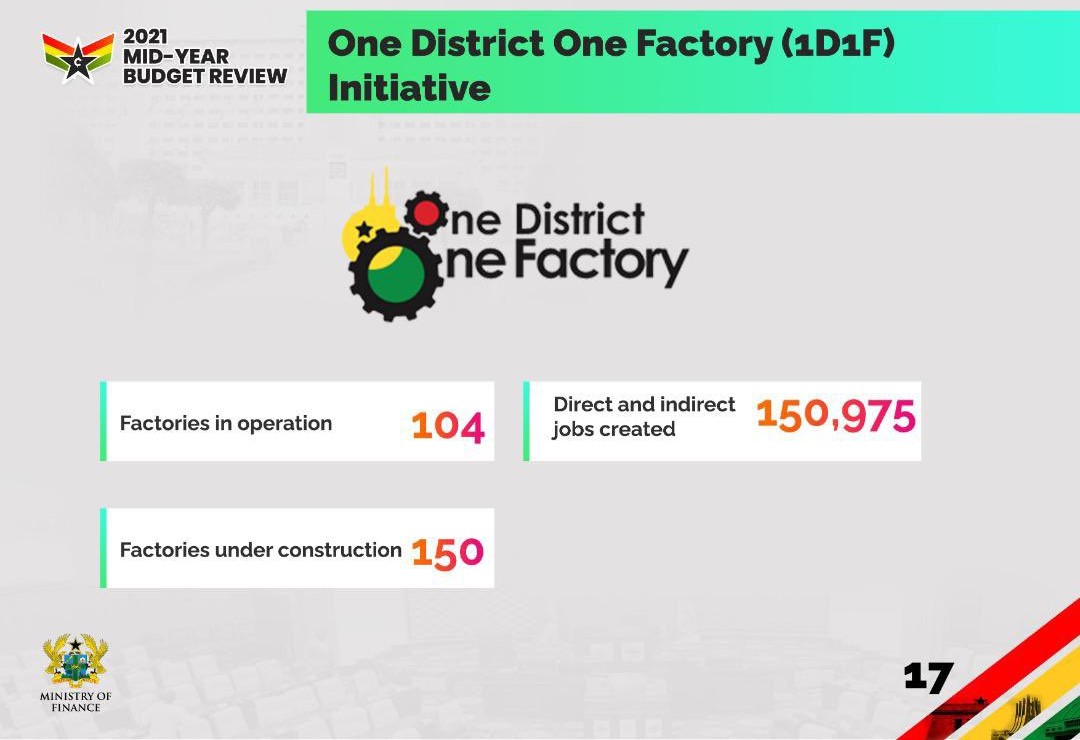 2021
MID-YEAR
BUDGET REVIEW
One District One Factory (1D1F)
Initiative
One District
One Factory
Factories in operation 104
Direct and indirect
jobs created 150,975
Factories under construction 150
MINISTRY OF
FINANCE
17